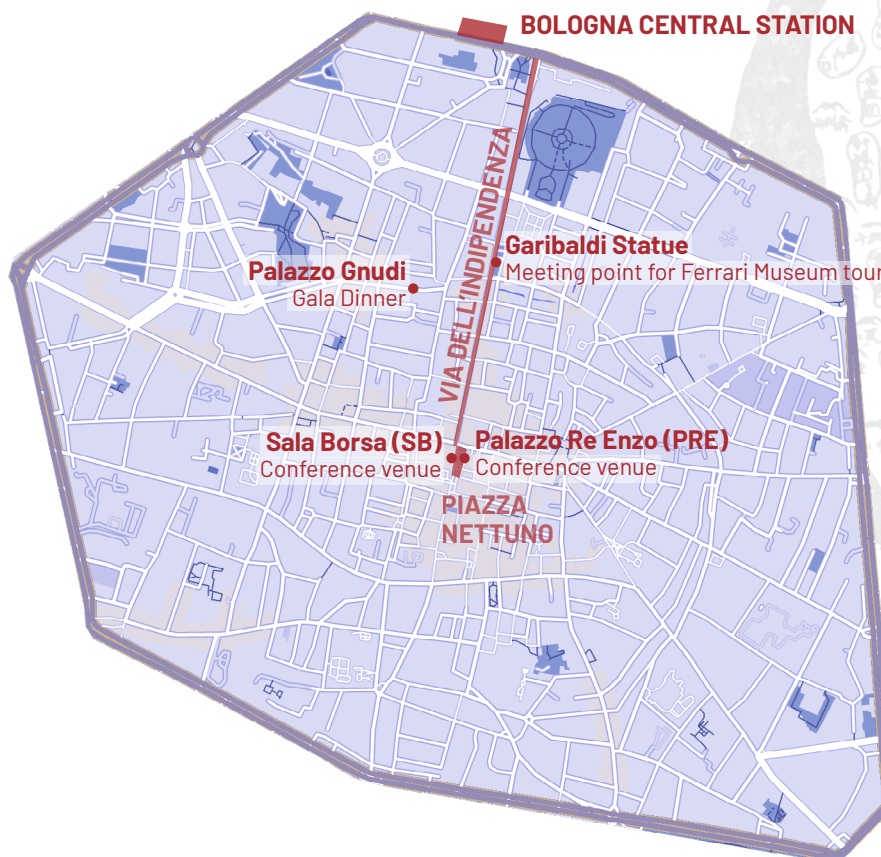 BOLOGNA CENTRAL STATION
VIA DELL'INDIPENDENZA
Garibaldi Statue
Meeting point for Ferrari Museum tour
Palazzo Gnudi
Gala Dinner
Sala Borsa (SB)
Conference venue
Palazzo Re Enzo (PRE)
Conference venue
PIAZZA
NETTUNO